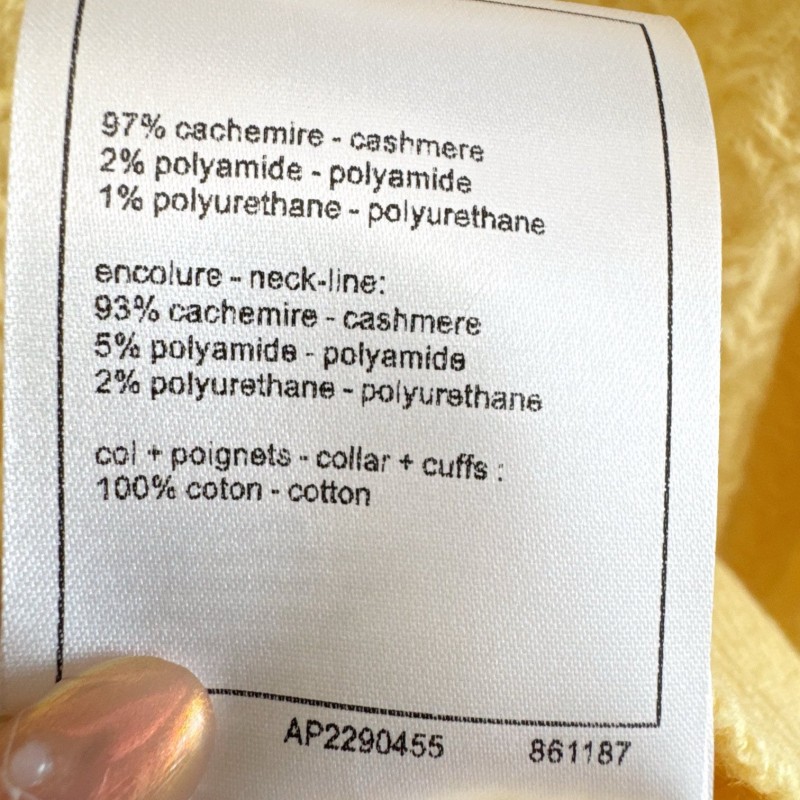 97% cachemire - cashmere
2% polyamide - polyamide
1% polyurethane - polyurethane
encolure - neck-line:
93% cachemire - cashmere
5% polyamide - polyamide
2% polyurethane - polyurethane
col + poignets - collar + cuffs :
100% coton - cotton
AP2290455 861187